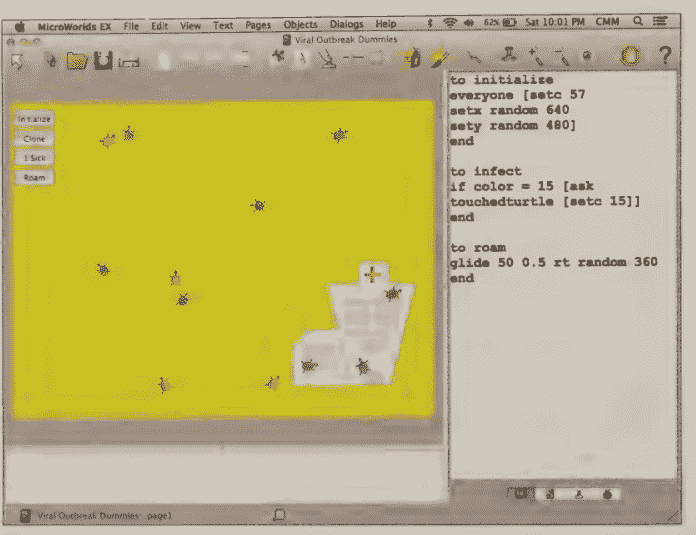 MicroWorlds EX File Edit View Text Pages Objects Dialogs Help 62% Sat 10:01 PM CMM
Viral Outbreak Dummies
Initialize
Clone
1 Sick
Roam
to initialize
everyone [setc 57
setx random 640
sety random 480]
end
to infect
if color = 15 [ask
touchedturtle [setc 15]]
end
to roam
glide 50 0.5 rt random 360
end
Viral Outbreak Dummies: page1